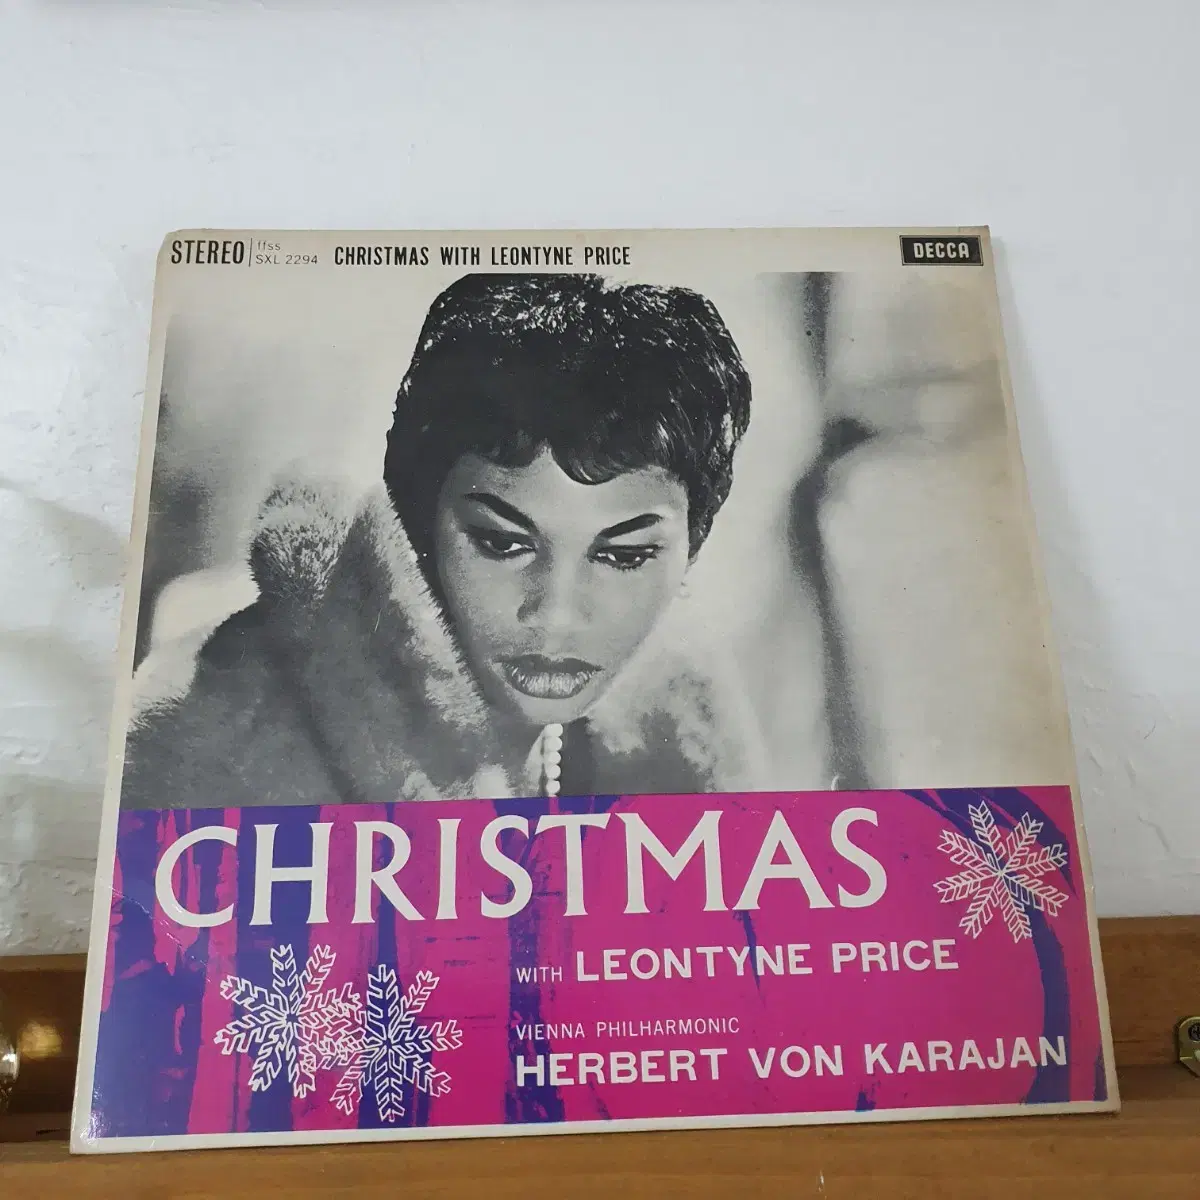 STEREO ffss
SXL 2294
CHRISTMAS WITH LEONTYNE PRICE
DECCA
CHRISTMAS
WITH LEONTYNE PRICE
VIENNA PHILHARMONIC
HERBERT VON KARAJAN